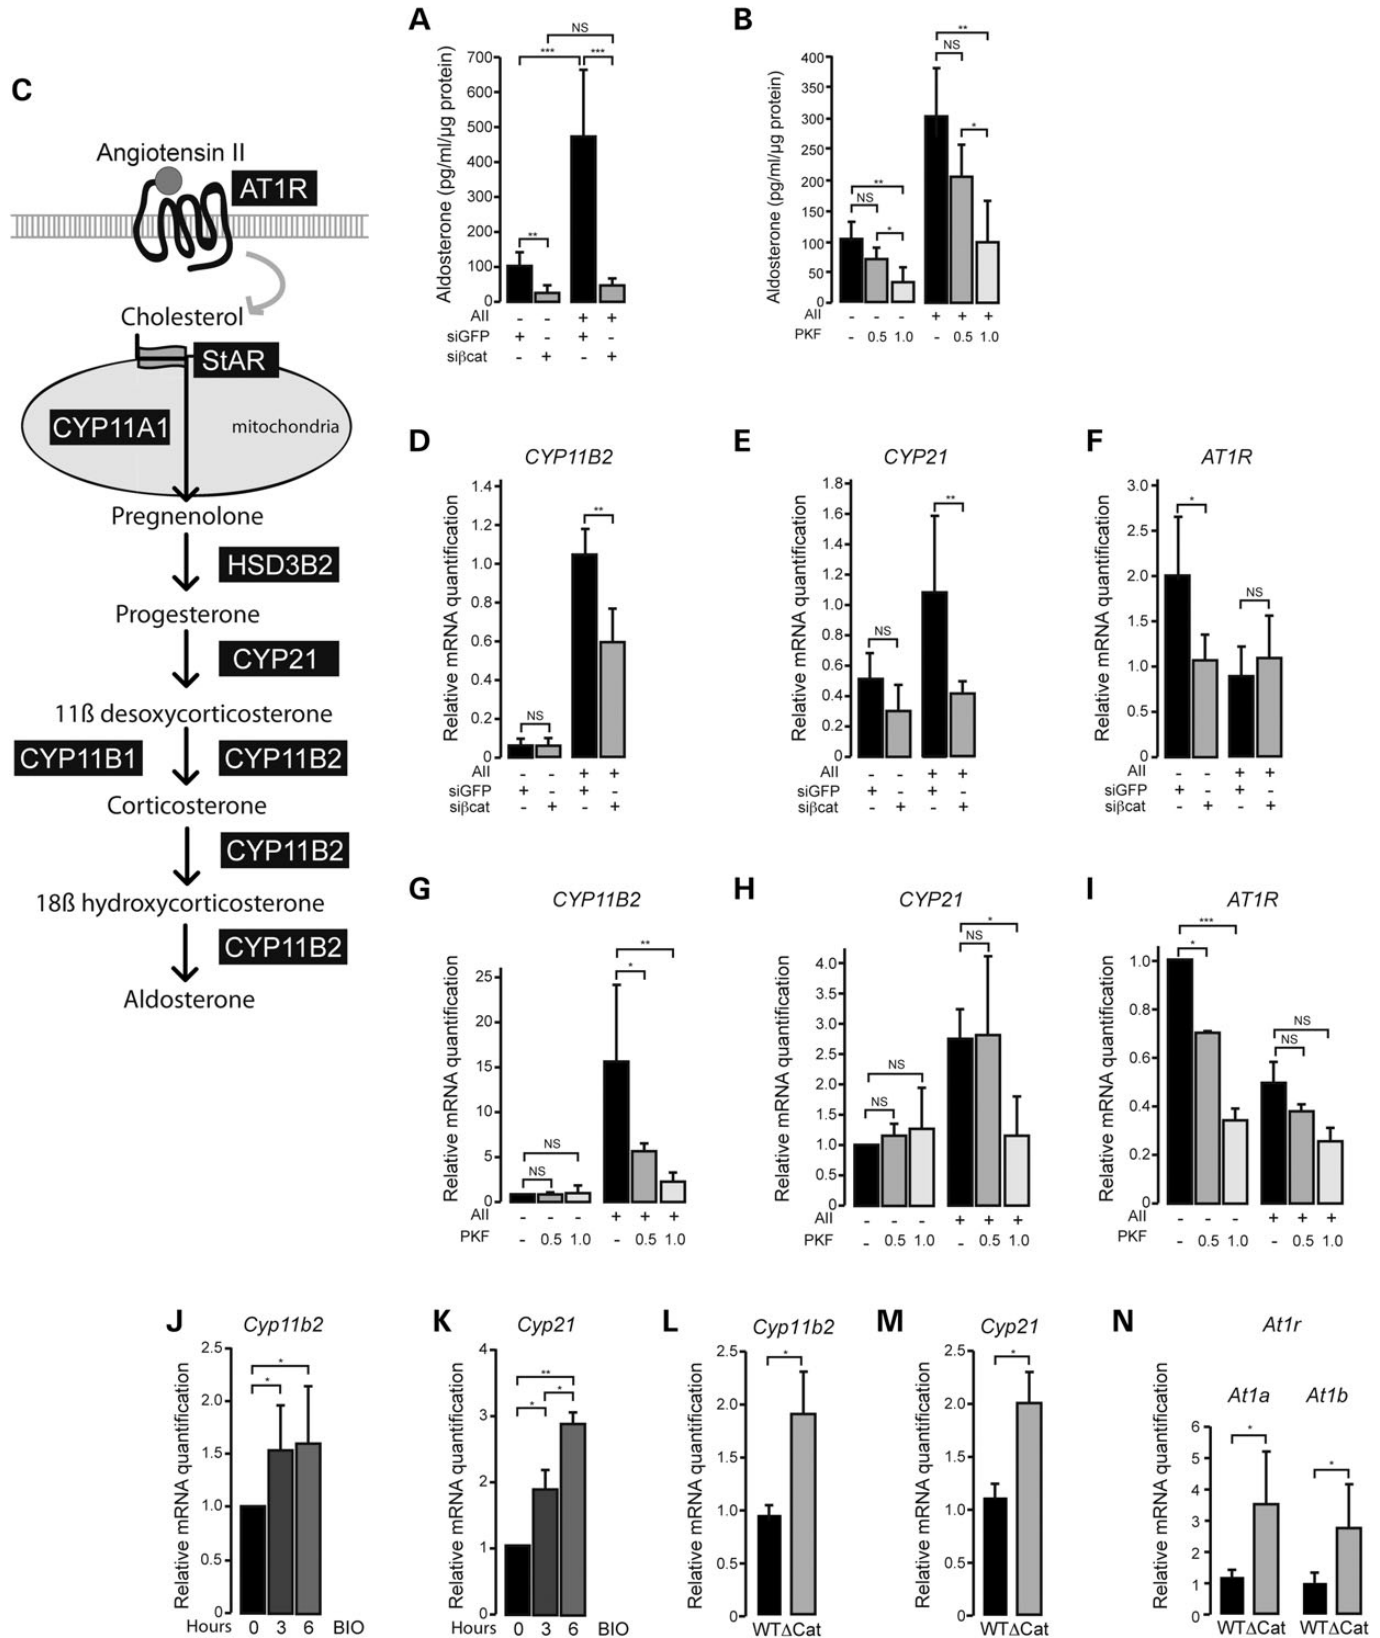 A
NS
***
***
700
600
500
400
300
200
100
0
Aldosterone (pg/ml/µg protein)
**
AII - - + +
siGFP + - + -
siβcat - + - +
B
**
NS
*
**
NS
*
400
350
300
250
200
150
100
50
0
Aldosterone (pg/ml/µg protein)
AII - - - + + +
PKF - 0.5 1.0 - 0.5 1.0
C
Angiotensin II
AT1R
Cholesterol
StAR
CYP11A1
mitochondria
Pregnenolone
HSD3B2
Progesterone
CYP21
11ß desoxycorticosterone
CYP11B1
CYP11B2
Corticosterone
CYP11B2
18ß hydroxycorticosterone
CYP11B2
Aldosterone
D
CYP11B2
1.4
1.2
1.0
0.8
0.6
0.4
0.2
0
Relative mRNA quantification
**
NS
AII - - + +
siGFP + - + -
siβcat - + - +
E
CYP21
1.8
1.6
1.4
1.2
1.0
0.8
0.6
0.4
0.2
0
Relative mRNA quantification
**
NS
AII - - + +
siGFP + - + -
siβcat - + - +
F
AT1R
3.0
2.5
2.0
1.5
1.0
0.5
0
Relative mRNA quantification
*
NS
AII - - + +
siGFP + - + -
siβcat - + - +
G
CYP11B2
25
20
15
10
5
0
Relative mRNA quantification
**
*
NS
NS
AII - - - + + +
PKF - 0.5 1.0 - 0.5 1.0
H
CYP21
4.0
3.5
3.0
2.5
2.0
1.5
1.0
0.5
0
Relative mRNA quantification
*
NS
NS
NS
AII - - - + + +
PKF - 0.5 1.0 - 0.5 1.0
I
AT1R
1.0
0.8
0.6
0.4
0.2
0
Relative mRNA quantification
***
*
NS
NS
AII - - - + + +
PKF - 0.5 1.0 - 0.5 1.0
J
Cyp11b2
2.5
2.0
1.5
1.0
0.5
0
Relative mRNA quantification
*
*
Hours 0 3 6 BIO
K
Cyp21
4
3
2
1
0
Relative mRNA quantification
**
*
*
Hours 0 3 6 BIO
L
Cyp11b2
2.5
2.0
1.5
1.0
0.5
0
Relative mRNA quantification
*
WTΔCat
M
Cyp21
2.5
2.0
1.5
1.0
0.5
0
Relative mRNA quantification
*
WTΔCat
N
At1r
At1a At1b
6
5
4
3
2
1
0
Relative mRNA quantification
*
*
WTΔCat WTΔCat